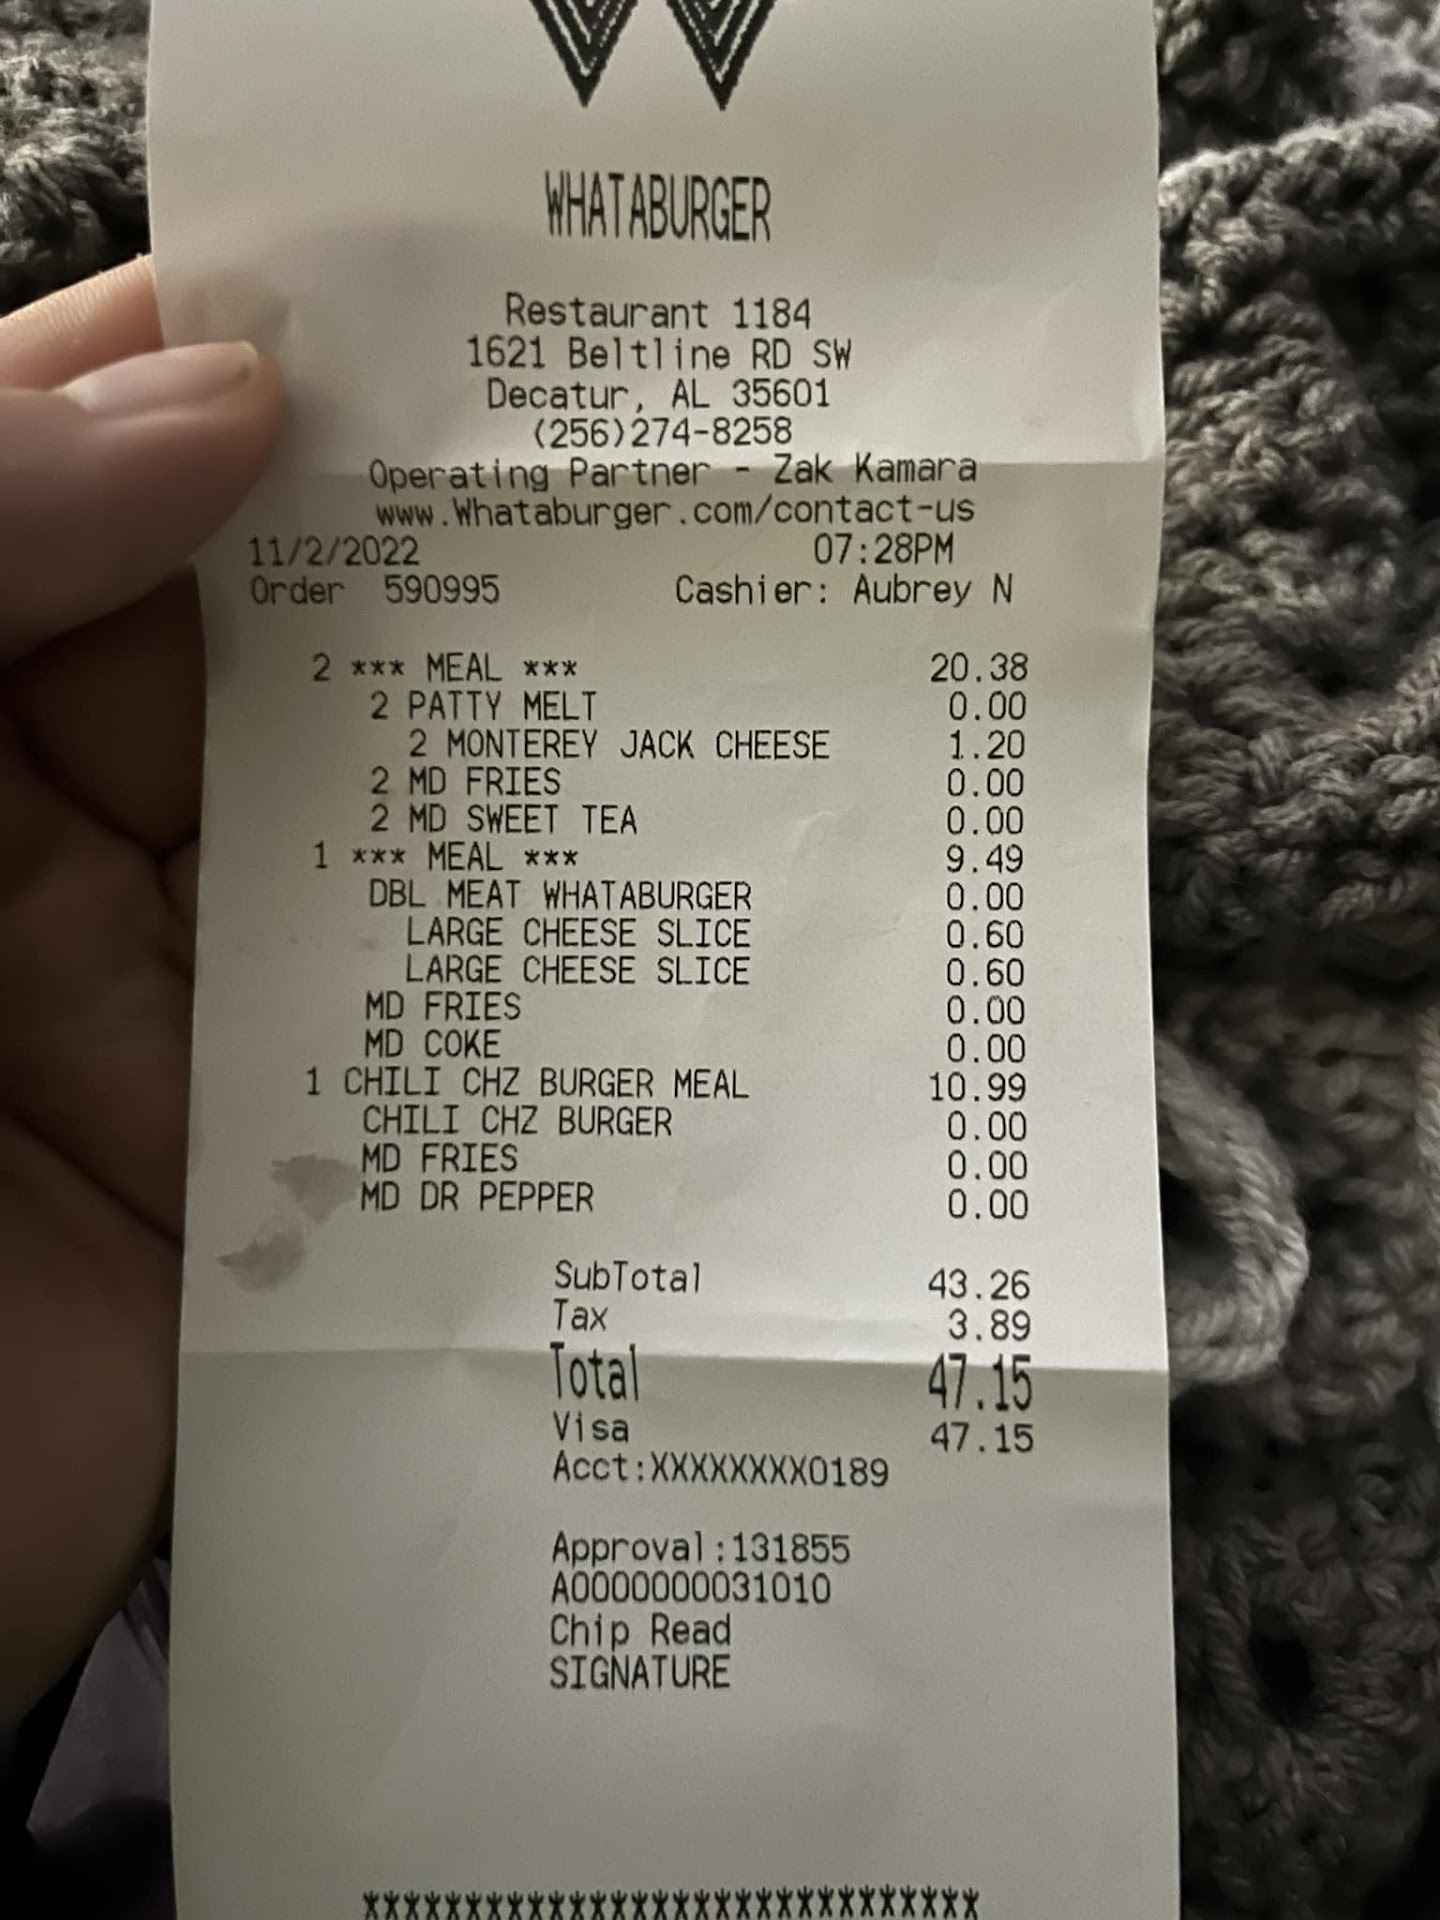 WHATABURGER
Restaurant 1184
1621 Beltline RD SW
Decatur, AL 35601
(256)274-8258
Operating Partner - Zak Kamara
www.Whataburger.com/contact-us
11/2/2022 07:28PM
Order 590995 Cashier: Aubrey N
2 *** MEAL *** 20.38
2 PATTY MELT 0.00
2 MONTEREY JACK CHEESE 1.20
2 MD FRIES 0.00
2 MD SWEET TEA 0.00
1 *** MEAL *** 9.49
DBL MEAT WHATABURGER 0.00
LARGE CHEESE SLICE 0.60
LARGE CHEESE SLICE 0.60
MD FRIES 0.00
MD COKE 0.00
1 CHILI CHZ BURGER MEAL 10.99
CHILI CHZ BURGER 0.00
MD FRIES 0.00
MD DR PEPPER 0.00
SubTotal 43.26
Tax 3.89
Total 47.15
Visa 47.15
Acct:XXXXXXXX0189
Approval:131855
A0000000031010
Chip Read
SIGNATURE
******************************